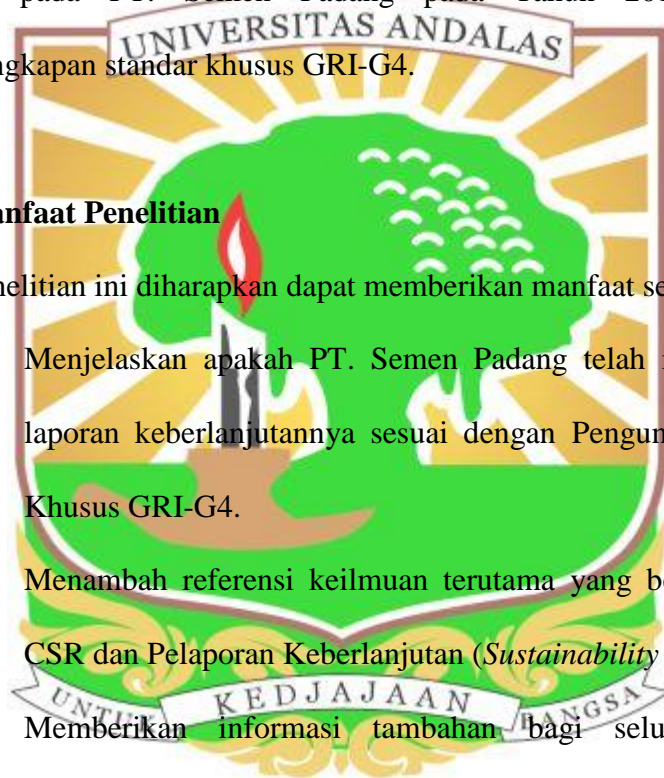 pada PT. Semen Padang pada Tahun 201
UNIVERSITAS ANDALAS
ngkapan standar khusus GRI-G4.
anfaat Penelitian
nelitian ini diharapkan dapat memberikan manfaat se
Menjelaskan apakah PT. Semen Padang telah
laporan keberlanjutannya sesuai dengan Pengun
Khusus GRI-G4.
Menambah referensi keilmuan terutama yang be
CSR dan Pelaporan Keberlanjutan (Sustainability
UNTUK KEDJAJAAN BANGSA
Memberikan informasi tambahan bagi selu